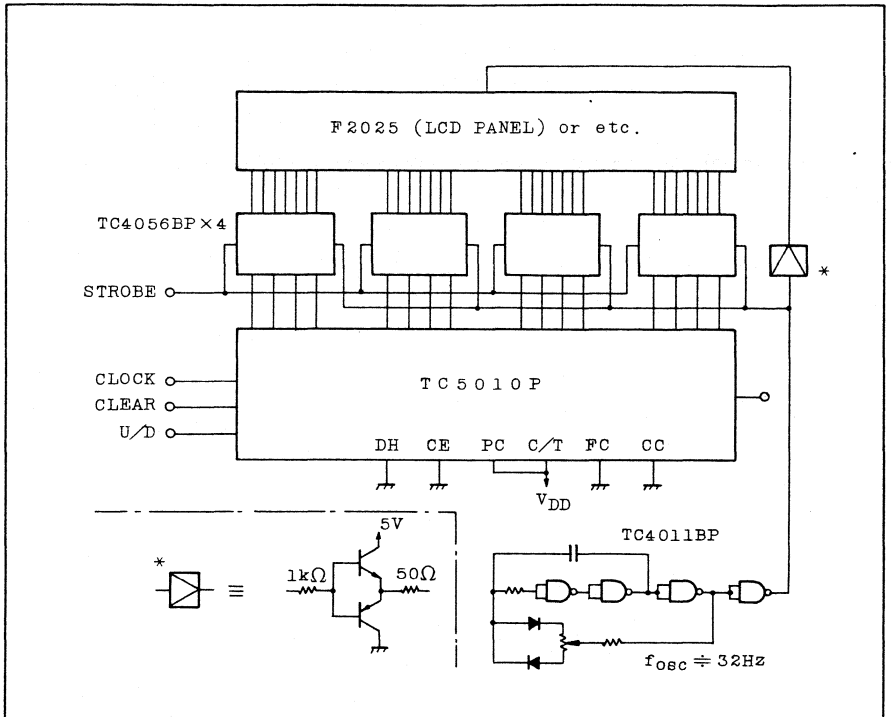 F2025 (LCD PANEL) or etc.
TC4056BP×4
*
STROBE
CLOCK
TC5010P
CLEAR
U/D
DH CE PC C/T FC CC
VDD
TC4011BP
*
5V
1kΩ
50Ω
≡
fosc ≒ 32Hz